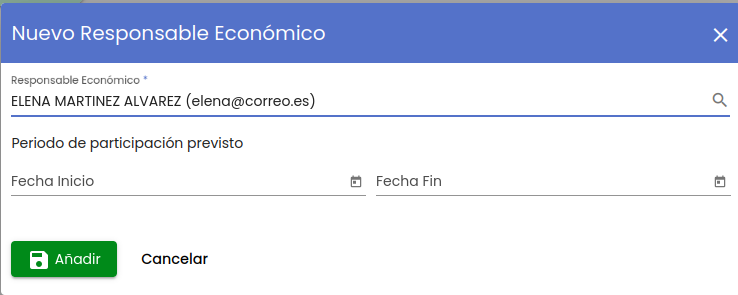 Nuevo Responsable Económico
Responsable Económico *
ELENA MARTINEZ ALVAREZ (elena@correo.es)
Periodo de participación previsto
Fecha Inicio Fecha Fin
Añadir Cancelar